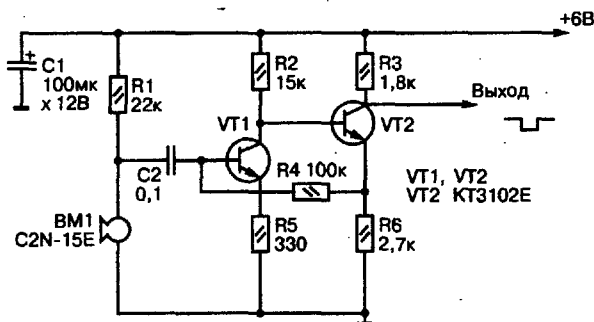 +6В
+
C1
100мк
х 12В
R1
22к
R2
15к
R3
1,8к
Выход
VT1
VT2
C2
0,1
R4 100к
VT1, VT2
VT2 КТ3102Е
BM1
C2N-15E
R5
330
R6
2,7к